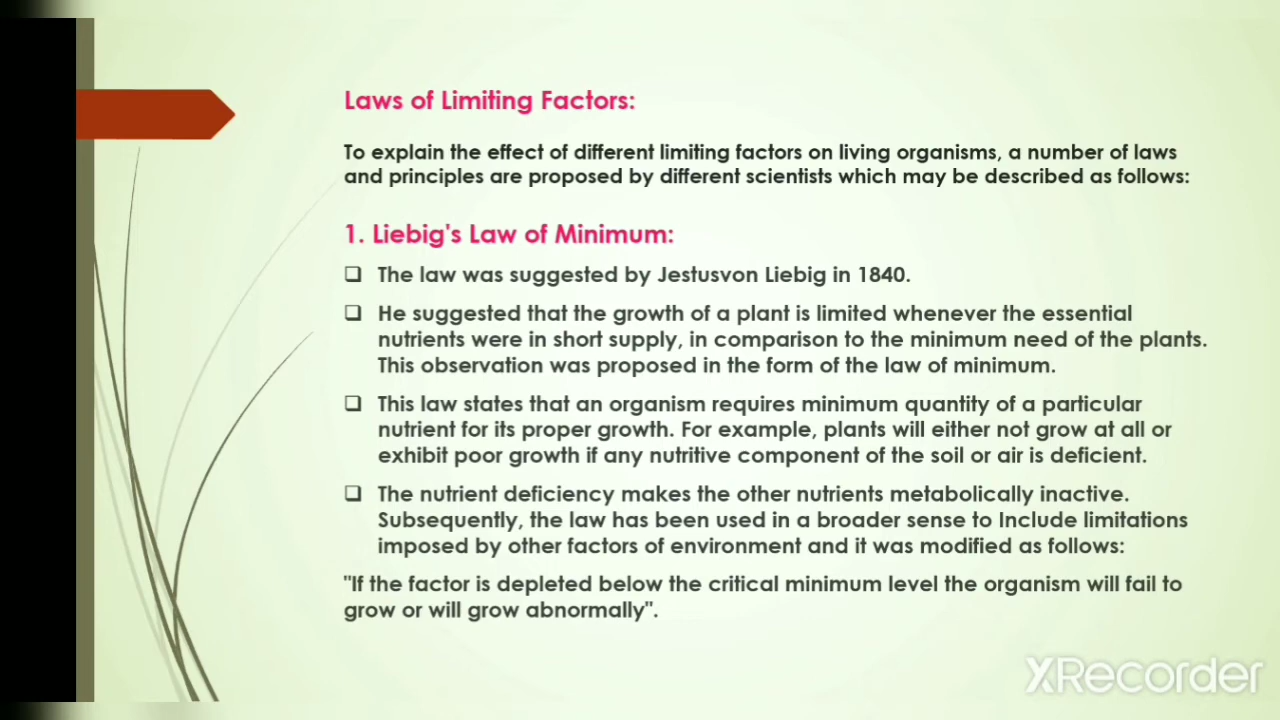 Laws of Limiting Factors:
To explain the effect of different limiting factors on living organisms, a number of laws
and principles are proposed by different scientists which may be described as follows:
1. Liebig's Law of Minimum:
❑ The law was suggested by Jestusvon Liebig in 1840.
❑ He suggested that the growth of a plant is limited whenever the essential
nutrients were in short supply, in comparison to the minimum need of the plants.
This observation was proposed in the form of the law of minimum.
❑ This law states that an organism requires minimum quantity of a particular
nutrient for its proper growth. For example, plants will either not grow at all or
exhibit poor growth if any nutritive component of the soil or air is deficient.
❑ The nutrient deficiency makes the other nutrients metabolically inactive.
Subsequently, the law has been used in a broader sense to Include limitations
imposed by other factors of environment and it was modified as follows:
"If the factor is depleted below the critical minimum level the organism will fail to
grow or will grow abnormally".
XRecorder